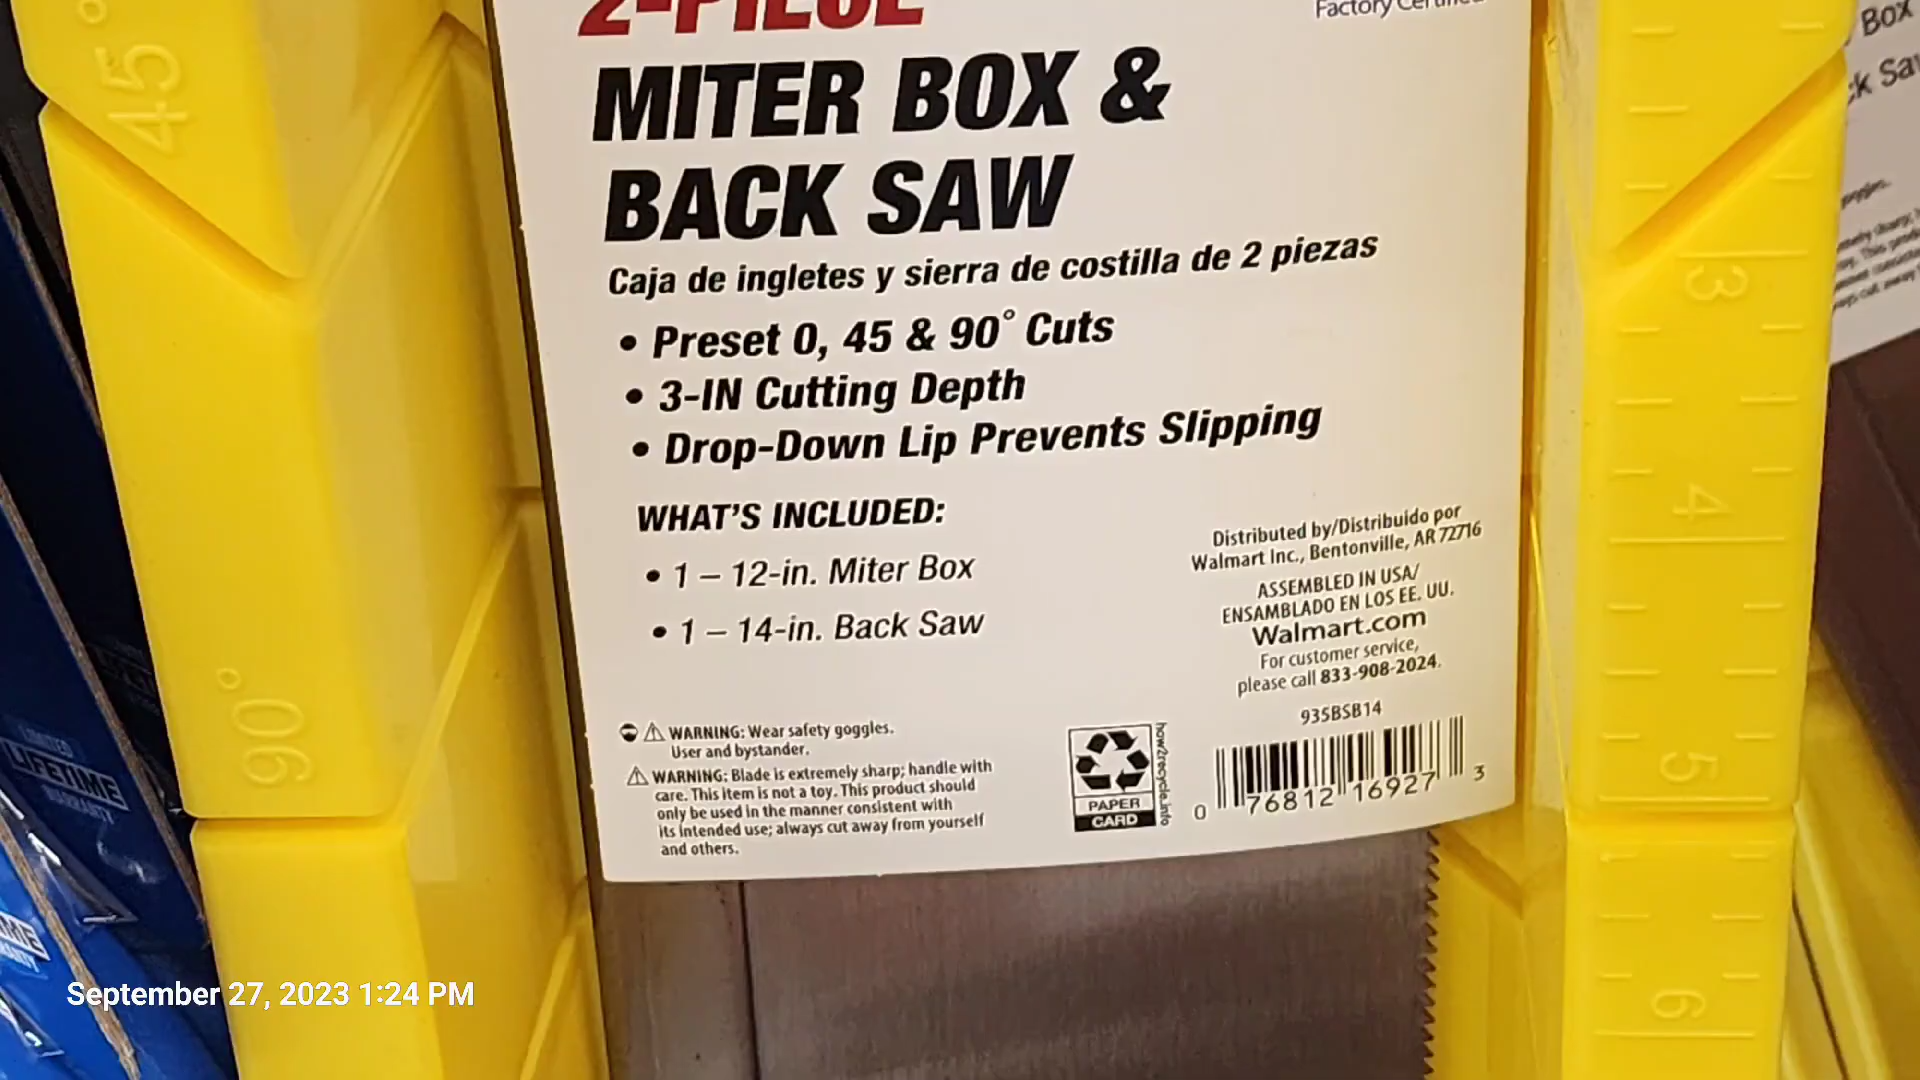 2-PIECE
Factory Certified
MITER BOX &
BACK SAW
Caja de ingletes y sierra de costilla de 2 piezas
• Preset 0, 45 & 90° Cuts
• 3-IN Cutting Depth
• Drop-Down Lip Prevents Slipping
WHAT'S INCLUDED:
• 1 – 12-in. Miter Box
• 1 – 14-in. Back Saw
Distributed by/Distribuido por
Walmart Inc., Bentonville, AR 72716
ASSEMBLED IN USA/
ENSAMBLADO EN LOS EE. UU.
Walmart.com
For customer service,
please call 833-908-2024.
935BSB14
0 76812 16927 3
WARNING: Wear safety goggles.
User and bystander.
WARNING: Blade is extremely sharp; handle with
care. This item is not a toy. This product should
only be used in the manner consistent with
its intended use; always cut away from yourself
and others.
how2recycle.info
PAPER
CARD
45°
90°
3
4
5
6
Box
LIMITED
LIFETIME
WARRANTY
September 27, 2023 1:24 PM